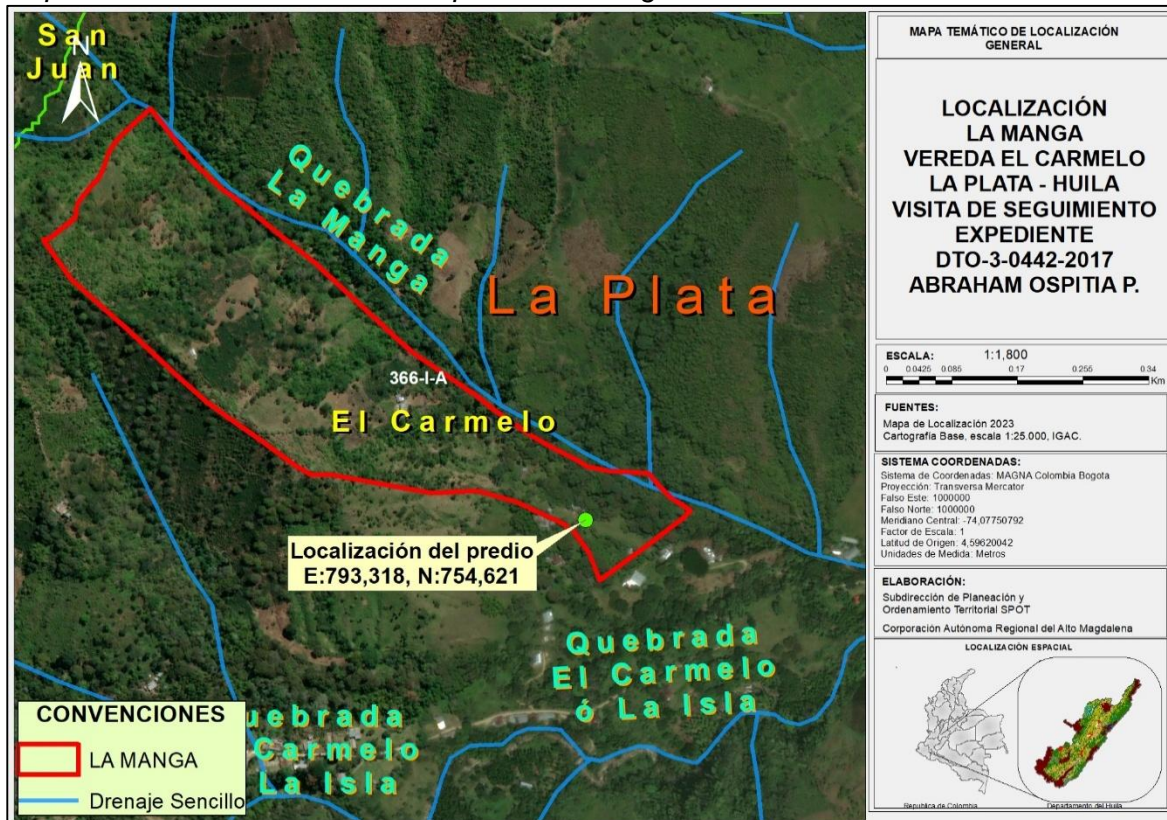 San
Juan
N
Quebrada
La Manga
La Plata
366-I-A
El Carmelo
Localización del predio
E:793,318, N:754,621
Quebrada
El Carmelo
ó La Isla
uebrada
Carmelo
La Isla
CONVENCIONES
LA MANGA
Drenaje Sencillo
MAPA TEMÁTICO DE LOCALIZACIÓN
GENERAL
LOCALIZACIÓN
LA MANGA
VEREDA EL CARMELO
LA PLATA - HUILA
VISITA DE SEGUIMIENTO
EXPEDIENTE
DTO-3-0442-2017
ABRAHAM OSPITIA P.
ESCALA: 1:1,800
0 0.0425 0.085 0.17 0.255 0.34
Km
FUENTES:
Mapa de Localización 2023
Cartografía Base, escala 1:25.000, IGAC.
SISTEMA COORDENADAS:
Sistema de Coordenadas: MAGNA Colombia Bogota
Proyección: Transversa Mercator
Falso Este: 1000000
Falso Norte: 1000000
Meridiano Central: -74,07750792
Factor de Escala: 1
Latitud de Origen: 4,59620042
Unidades de Medida: Metros
ELABORACIÓN:
Subdirección de Planeación y
Ordenamiento Territorial SPOT
Corporación Autónoma Regional del Alto Magdalena
LOCALIZACIÓN ESPACIAL
Republica de Colombia
Departamento del Huila